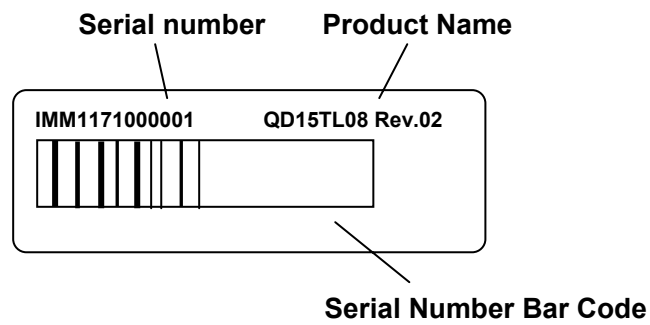 Serial number Product Name
IMM1171000001 QD15TL08 Rev.02
Serial Number Bar Code